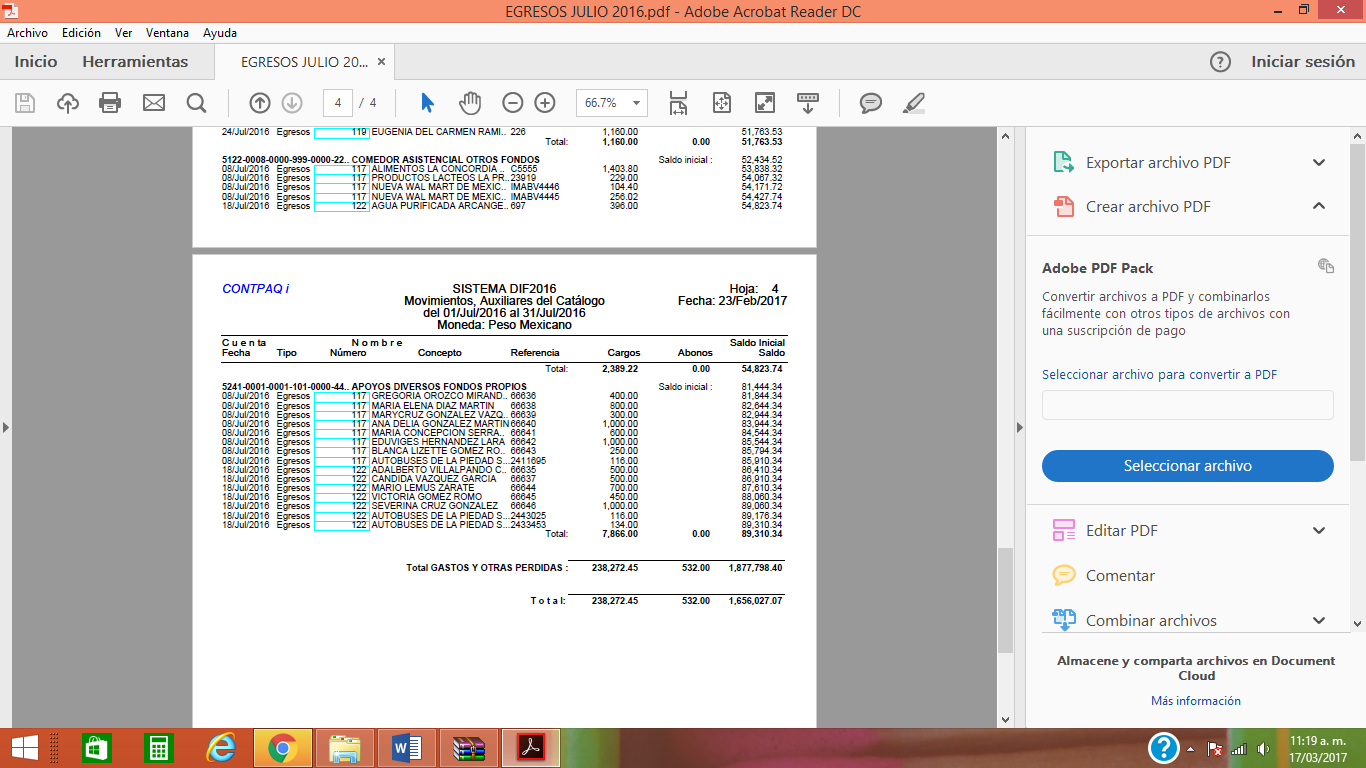 EGRESOS JULIO 2016.pdf - Adobe Acrobat Reader DC
Archivo Edición Ver Ventana Ayuda
Inicio Herramientas EGRESOS JULIO 20... × Iniciar sesión
4 / 4 66.7%
24/Jul/2016 Egresos 119 EUGENIA DEL CARMEN RAMI.. 226 1,160.00 51,763.53
Total: 1,160.00 0.00 51,763.53
5122-0008-0000-999-0000-22.. COMEDOR ASISTENCIAL OTROS FONDOS Saldo inicial : 52,434.52
08/Jul/2016 Egresos 117 ALIMENTOS LA CONCORDIA .. C5555 1,403.80 53,838.32
08/Jul/2016 Egresos 117 PRODUCTOS LACTEOS LA PR.. 23919 229.00 54,067.32
08/Jul/2016 Egresos 117 NUEVA WAL MART DE MEXIC.. IMABV4446 104.40 54,171.72
08/Jul/2016 Egresos 117 NUEVA WAL MART DE MEXIC.. IMABV4445 256.02 54,427.74
18/Jul/2016 Egresos 122 AGUA PURIFICADA ARCANGE.. 697 396.00 54,823.74
CONTPAQ i SISTEMA DIF2016 Hoja: 4
Movimientos, Auxiliares del Catálogo Fecha: 23/Feb/2017
del 01/Jul/2016 al 31/Jul/2016
Moneda: Peso Mexicano
C u e n t a N o m b r e Saldo Inicial
Fecha Tipo Número Concepto Referencia Cargos Abonos Saldo
Total: 2,389.22 0.00 54,823.74
5241-0001-0001-101-0000-44.. APOYOS DIVERSOS FONDOS PROPIOS Saldo inicial : 81,444.34
08/Jul/2016 Egresos 117 GREGORIA OROZCO MIRAND.. 66636 400.00 81,844.34
08/Jul/2016 Egresos 117 MARIA ELENA DIAZ MARTIN 66638 800.00 82,644.34
08/Jul/2016 Egresos 117 MARYCRUZ GONZALEZ VAZQ.. 66639 300.00 82,944.34
08/Jul/2016 Egresos 117 ANA DELIA GONZALEZ MARTIN 66640 1,000.00 83,944.34
08/Jul/2016 Egresos 117 MARIA CONCEPCION SERRA.. 66641 600.00 84,544.34
08/Jul/2016 Egresos 117 EDUVIGES HERNANDEZ LARA 66642 1,000.00 85,544.34
08/Jul/2016 Egresos 117 BLANCA LIZETTE GOMEZ RO.. 66643 250.00 85,794.34
08/Jul/2016 Egresos 117 AUTOBUSES DE LA PIEDAD S... 2411695 116.00 85,910.34
18/Jul/2016 Egresos 122 ADALBERTO VILLALPANDO C.. 66635 500.00 86,410.34
18/Jul/2016 Egresos 122 CANDIDA VAZQUEZ GARCIA 66637 500.00 86,910.34
18/Jul/2016 Egresos 122 MARIO LEMUS ZARATE 66644 700.00 87,610.34
18/Jul/2016 Egresos 122 VICTORIA GOMEZ ROMO 66645 450.00 88,060.34
18/Jul/2016 Egresos 122 SEVERINA CRUZ GONZALEZ 66646 1,000.00 89,060.34
18/Jul/2016 Egresos 122 AUTOBUSES DE LA PIEDAD S... 2443025 116.00 89,176.34
18/Jul/2016 Egresos 122 AUTOBUSES DE LA PIEDAD S... 2433453 134.00 89,310.34
Total: 7,866.00 0.00 89,310.34
Total GASTOS Y OTRAS PERDIDAS : 238,272.45 532.00 1,877,798.40
T o t a l: 238,272.45 532.00 1,656,027.07
Exportar archivo PDF
Crear archivo PDF
Adobe PDF Pack
Convertir archivos a PDF y combinarlos
fácilmente con otros tipos de archivos con
una suscripción de pago
Seleccionar archivo para convertir a PDF
Seleccionar archivo
Editar PDF
Comentar
Combinar archivos
Almacene y comparta archivos en Document
Cloud
Más información
11:19 a. m.
17/03/2017